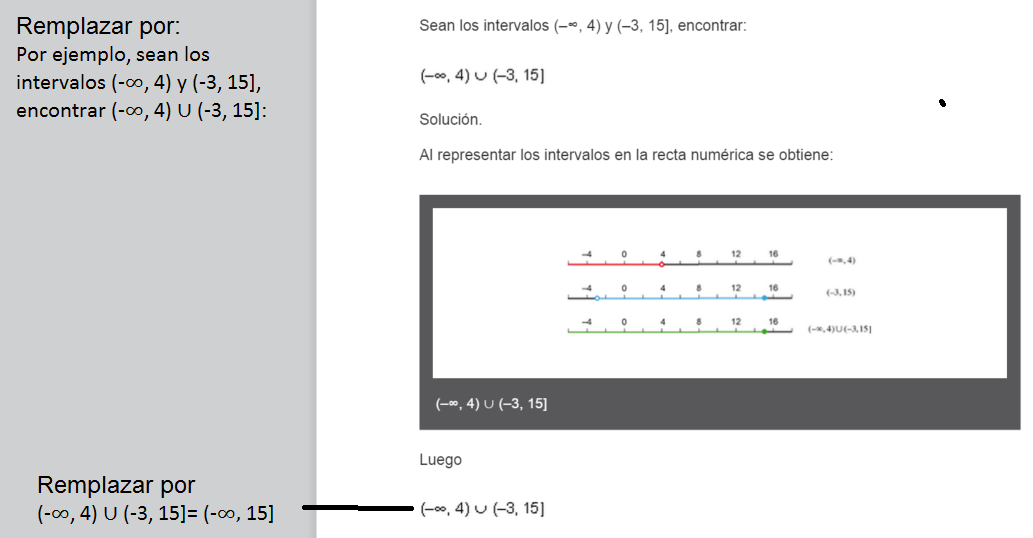 Remplazar por:
Por ejemplo, sean los
intervalos (-∞, 4) y (-3, 15],
encontrar (-∞, 4) U (-3, 15]:
Sean los intervalos (–∞, 4) y (–3, 15], encontrar:
(–∞, 4) ∪ (–3, 15]
Solución.
Al representar los intervalos en la recta numérica se obtiene:
–4 0 4 8 12 16
(–∞, 4)
–4 0 4 8 12 16
(–3, 15)
–4 0 4 8 12 16
(–∞, 4)U(–3, 15]
(–∞, 4) ∪ (–3, 15]
Luego
Remplazar por
(-∞, 4) U (-3, 15]= (-∞, 15]
(–∞, 4) ∪ (–3, 15]